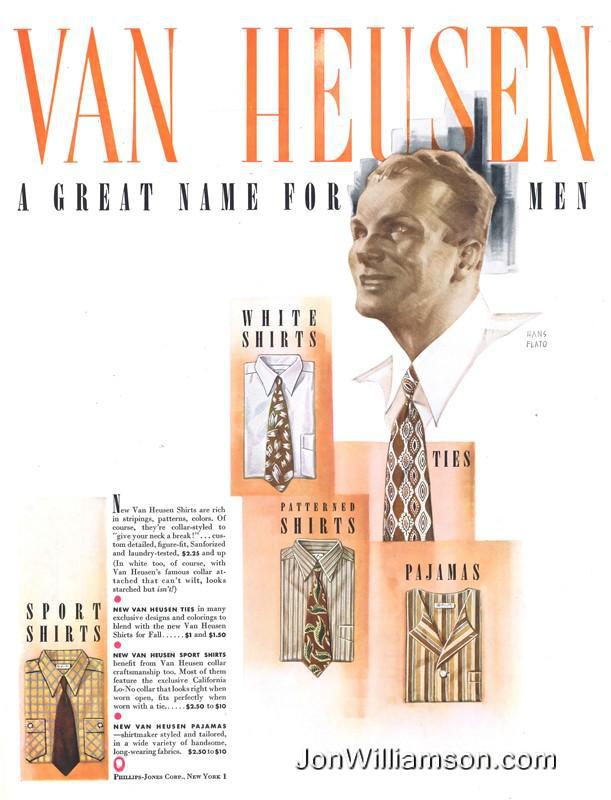 VAN HEUSEN
A GREAT NAME FOR MEN
HANS
FLATO
WHITE
SHIRTS
TIES
PATTERNED
SHIRTS
PAJAMAS
SPORT
SHIRTS
New Van Heusen Shirts are rich
in stripings, patterns, colors. Of
course, they're collar-styled to
"give your neck a break!"...cus-
tom detailed, figure-fit, Sanforized
and laundry-tested, $2.25 and up
(In white too, of course, with
Van Heusen's famous collar at-
tached that can't wilt, looks
starched but isn't!)
NEW VAN HEUSEN TIES in many
exclusive designs and colorings to
blend with the new Van Heusen
Shirts for Fall......$1 and $1.50
NEW VAN HEUSEN SPORT SHIRTS
benefit from Van Heusen collar
craftsmanship too. Most of them
feature the exclusive California
Lo-No collar that looks right when
worn open, fits perfectly when
worn with a tie.....$2.50 to $10
NEW VAN HEUSEN PAJAMAS
—shirtmaker styled and tailored,
in a wide variety of handsome,
long-wearing fabrics. $2.50 to $10
PHILLIPS-JONES CORP., NEW YORK 1
JonWilliamson.com